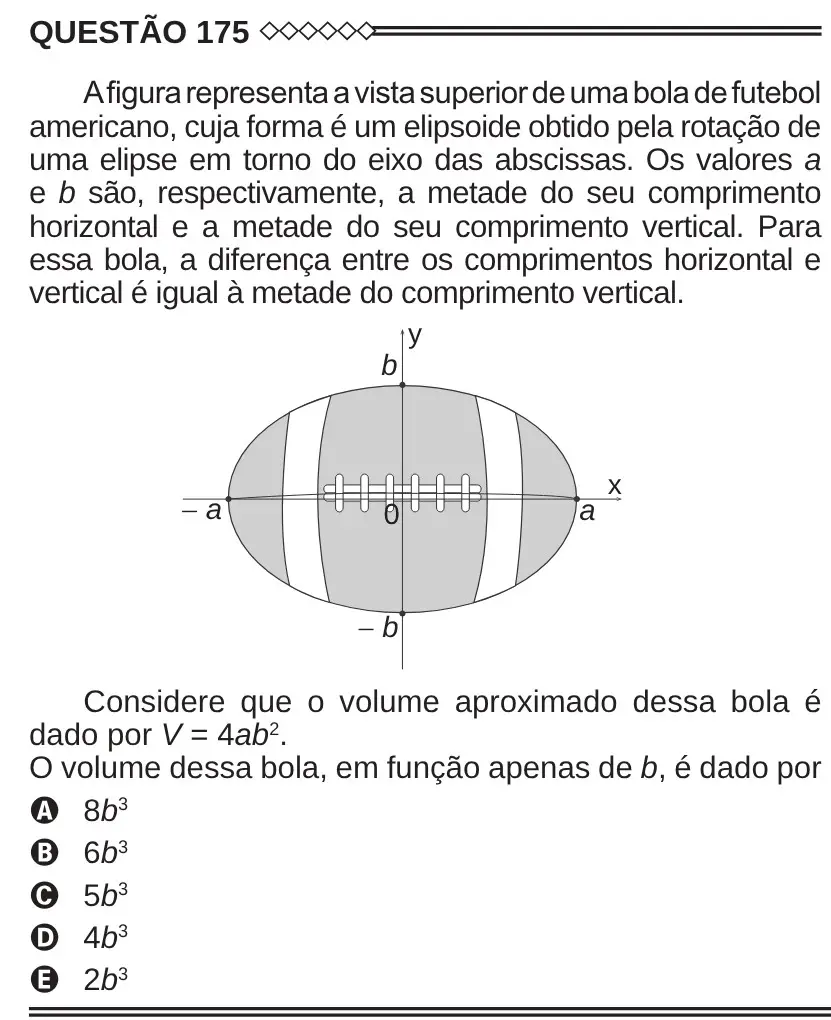 QUESTÃO 175
A figura representa a vista superior de uma bola de futebol
americano, cuja forma é um elipsoide obtido pela rotação de
uma elipse em torno do eixo das abscissas. Os valores a
e b são, respectivamente, a metade do seu comprimento
horizontal e a metade do seu comprimento vertical. Para
essa bola, a diferença entre os comprimentos horizontal e
vertical é igual à metade do comprimento vertical.
y
b
x
– a
0
a
– b
Considere que o volume aproximado dessa bola é
dado por V = 4ab².
O volume dessa bola, em função apenas de b, é dado por
A 8b³
B 6b³
C 5b³
D 4b³
E 2b³